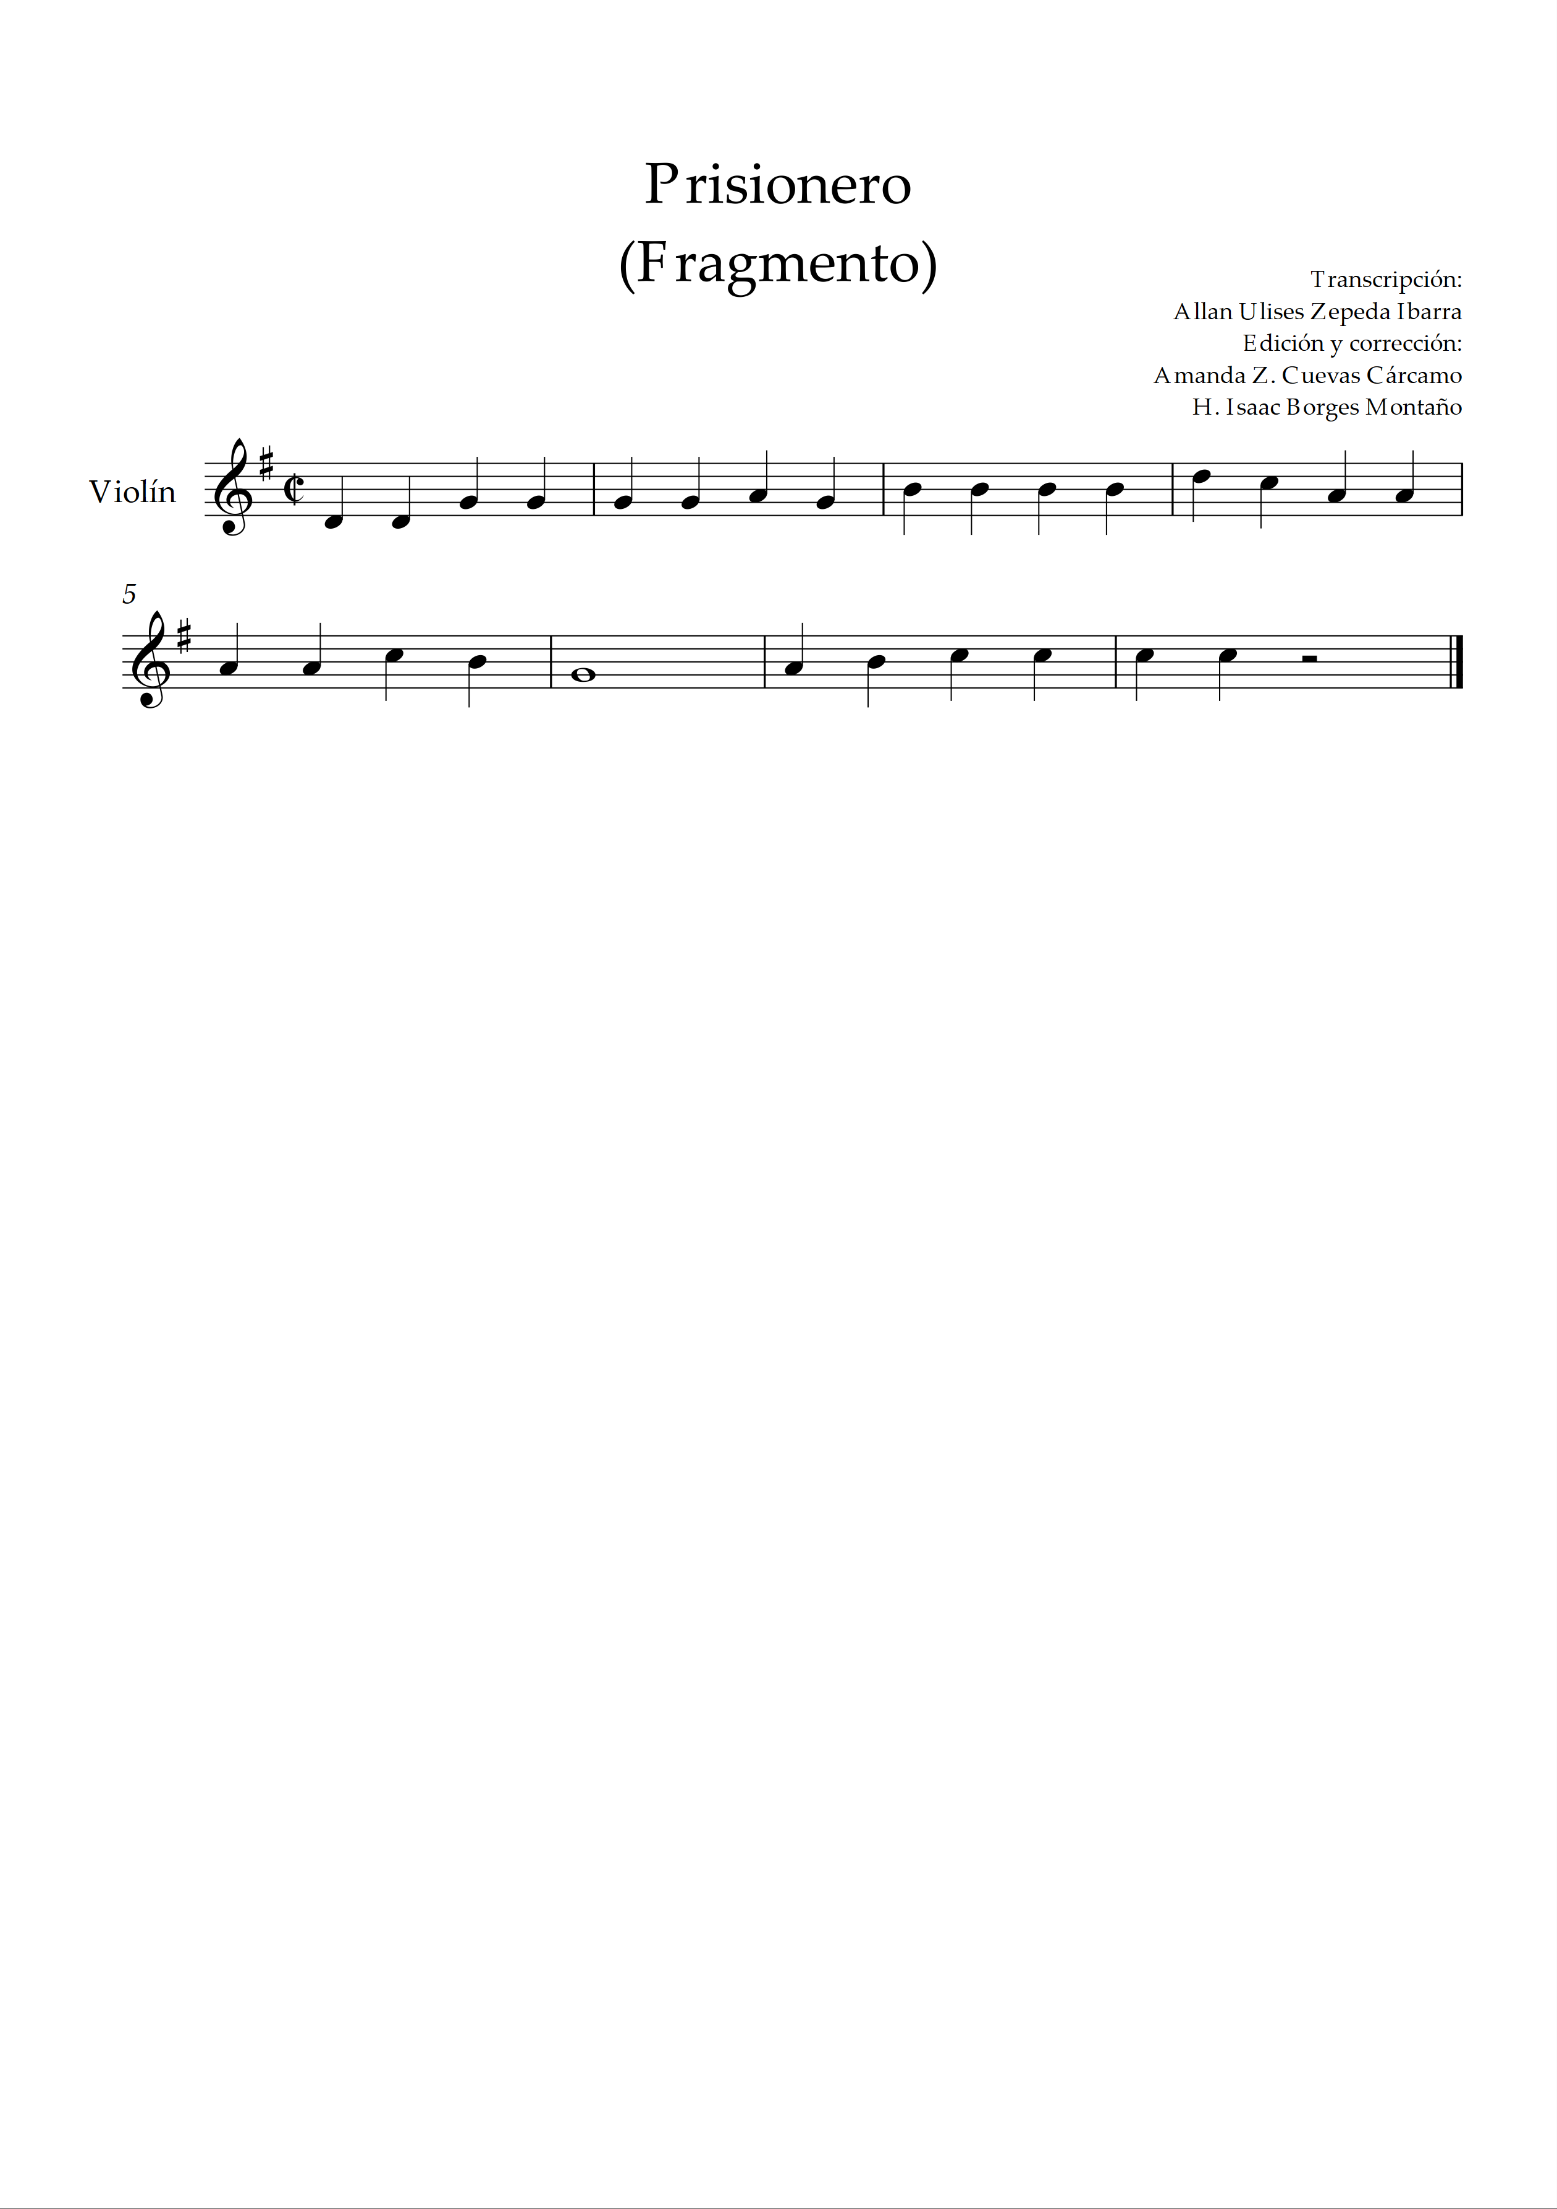 Prisionero
(Fragmento)
Transcripción:
Allan Ulises Zepeda Ibarra
Edición y corrección:
Amanda Z. Cuevas Cárcamo
H. Isaac Borges Montaño
Violín
5